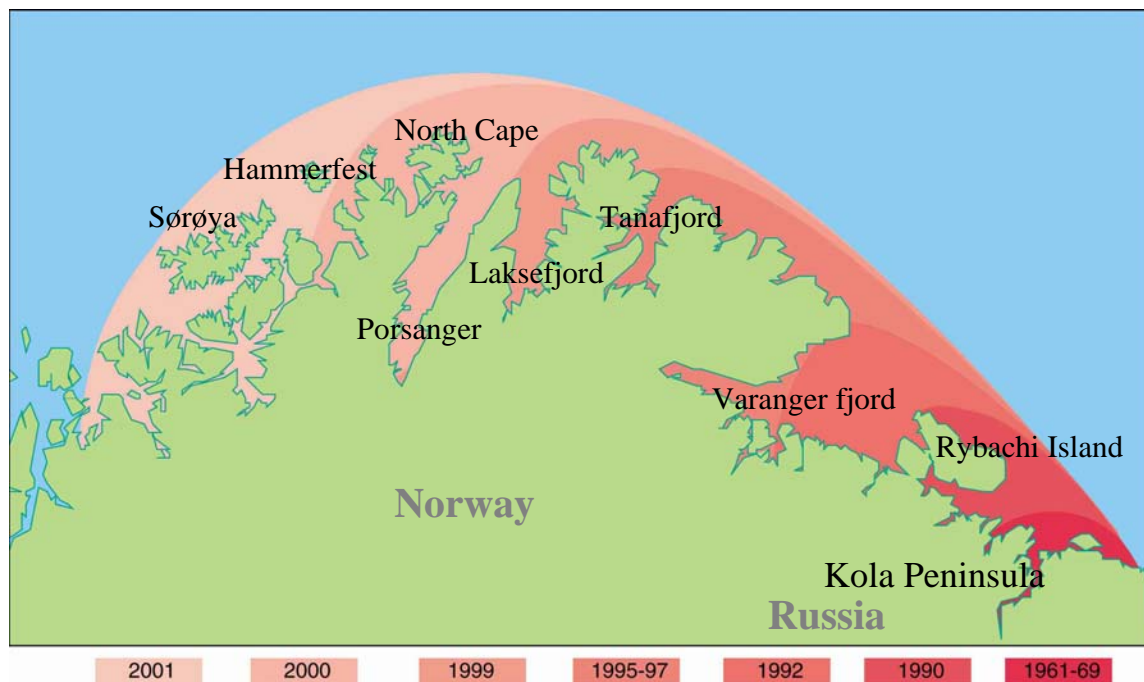 North Cape
Hammerfest
Sørøya
Tanafjord
Laksefjord
Porsanger
Varanger fjord
Rybachi Island
Norway
Kola Peninsula
Russia
2001 2000 1999 1995-97 1992 1990 1961-69